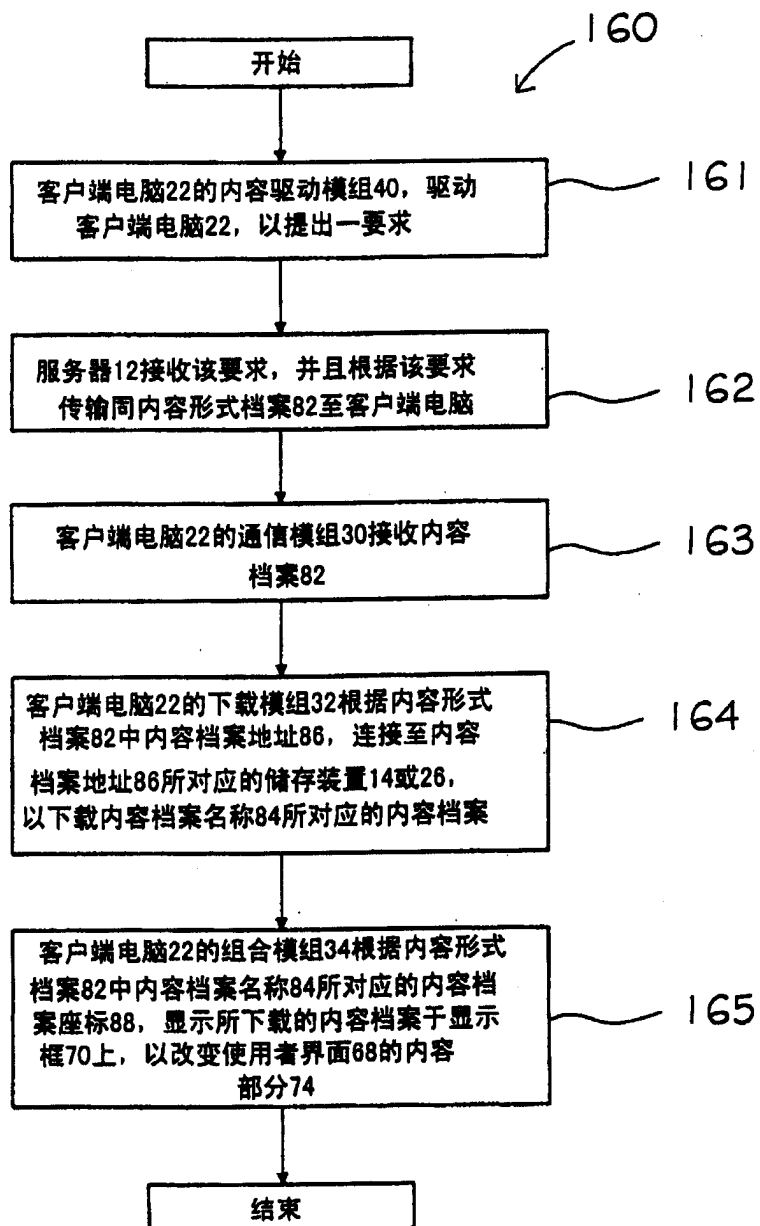 160
开始
客户端电脑22的内容驱动模组40，驱动
客户端电脑22，以提出一要求
161
服务器12接收该要求，并且根据该要求
传输同内容形式档案82至客户端电脑
162
客户端电脑22的通信模组30接收内容
档案82
163
客户端电脑22的下载模组32根据内容形式
档案82中内容档案地址86，连接至内容
档案地址86所对应的储存装置14或26，
以下载内容档案名称84所对应的内容档案
164
客户端电脑22的组合模组34根据内容形式
档案82中内容档案名称84所对应的内容档
案座标88，显示所下载的内容档案于显示
框70上，以改变使用者界面68的内容
部分74
165
结束